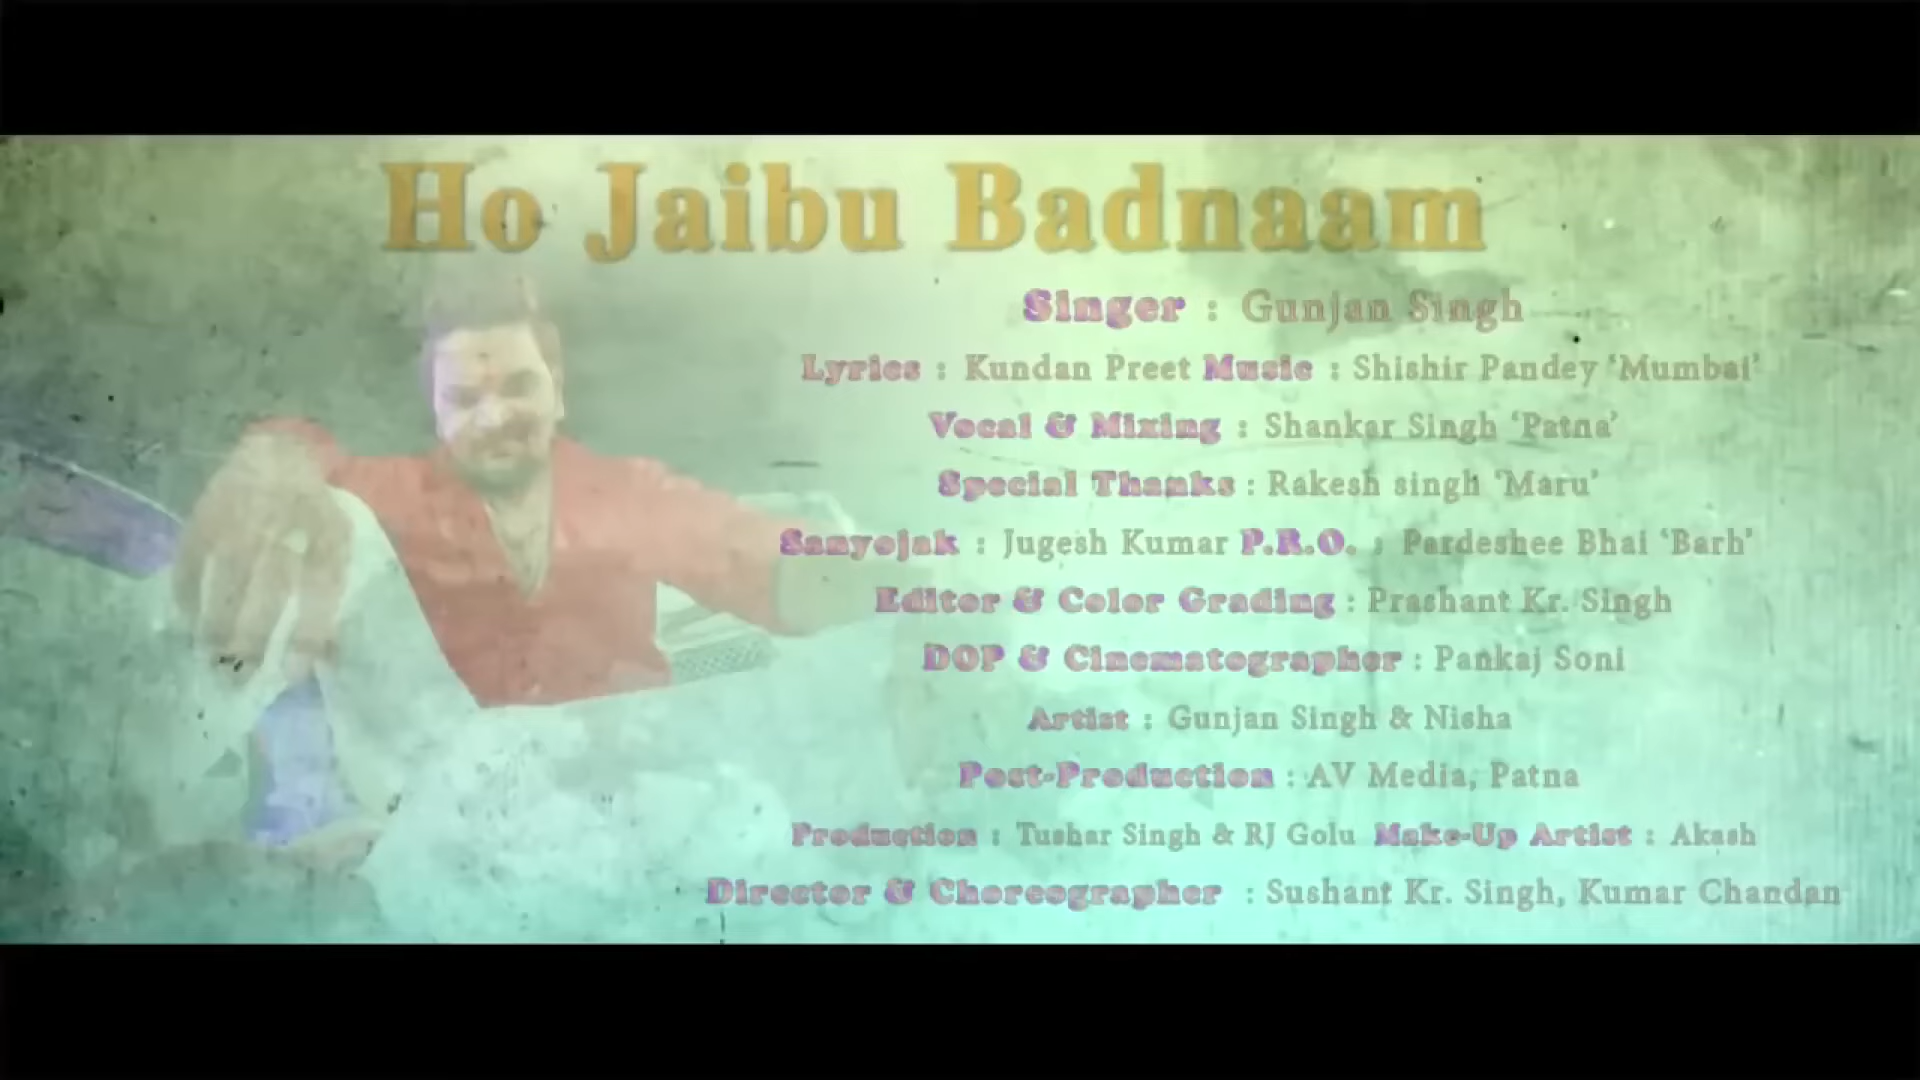 Ho Jaibu Badnaam
Singer : Gunjan Singh
Lyrics : Kundan Preet Music : Shishir Pandey ‘Mumbai’
Vocal & Mixing : Shankar Singh ‘Patna’
Special Thanks : Rakesh singh ‘Maru’
Sanyojak : Jugesh Kumar P.R.O. : Pardeshee Bhai ‘Barh’
Editor & Color Grading : Prashant Kr. Singh
DOP & Cinematographer : Pankaj Soni
Artist : Gunjan Singh & Nisha
Post-Production : AV Media, Patna
Production : Tushar Singh & RJ Golu Make-Up Artist : Akash
Director & Choreographer : Sushant Kr. Singh, Kumar Chandan